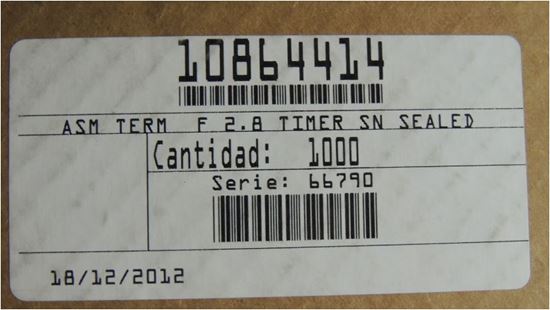 10864414
ASM TERM F 2.8 TIMER SN SEALED
Cantidad: 1000
Serie: 66790
18/12/2012